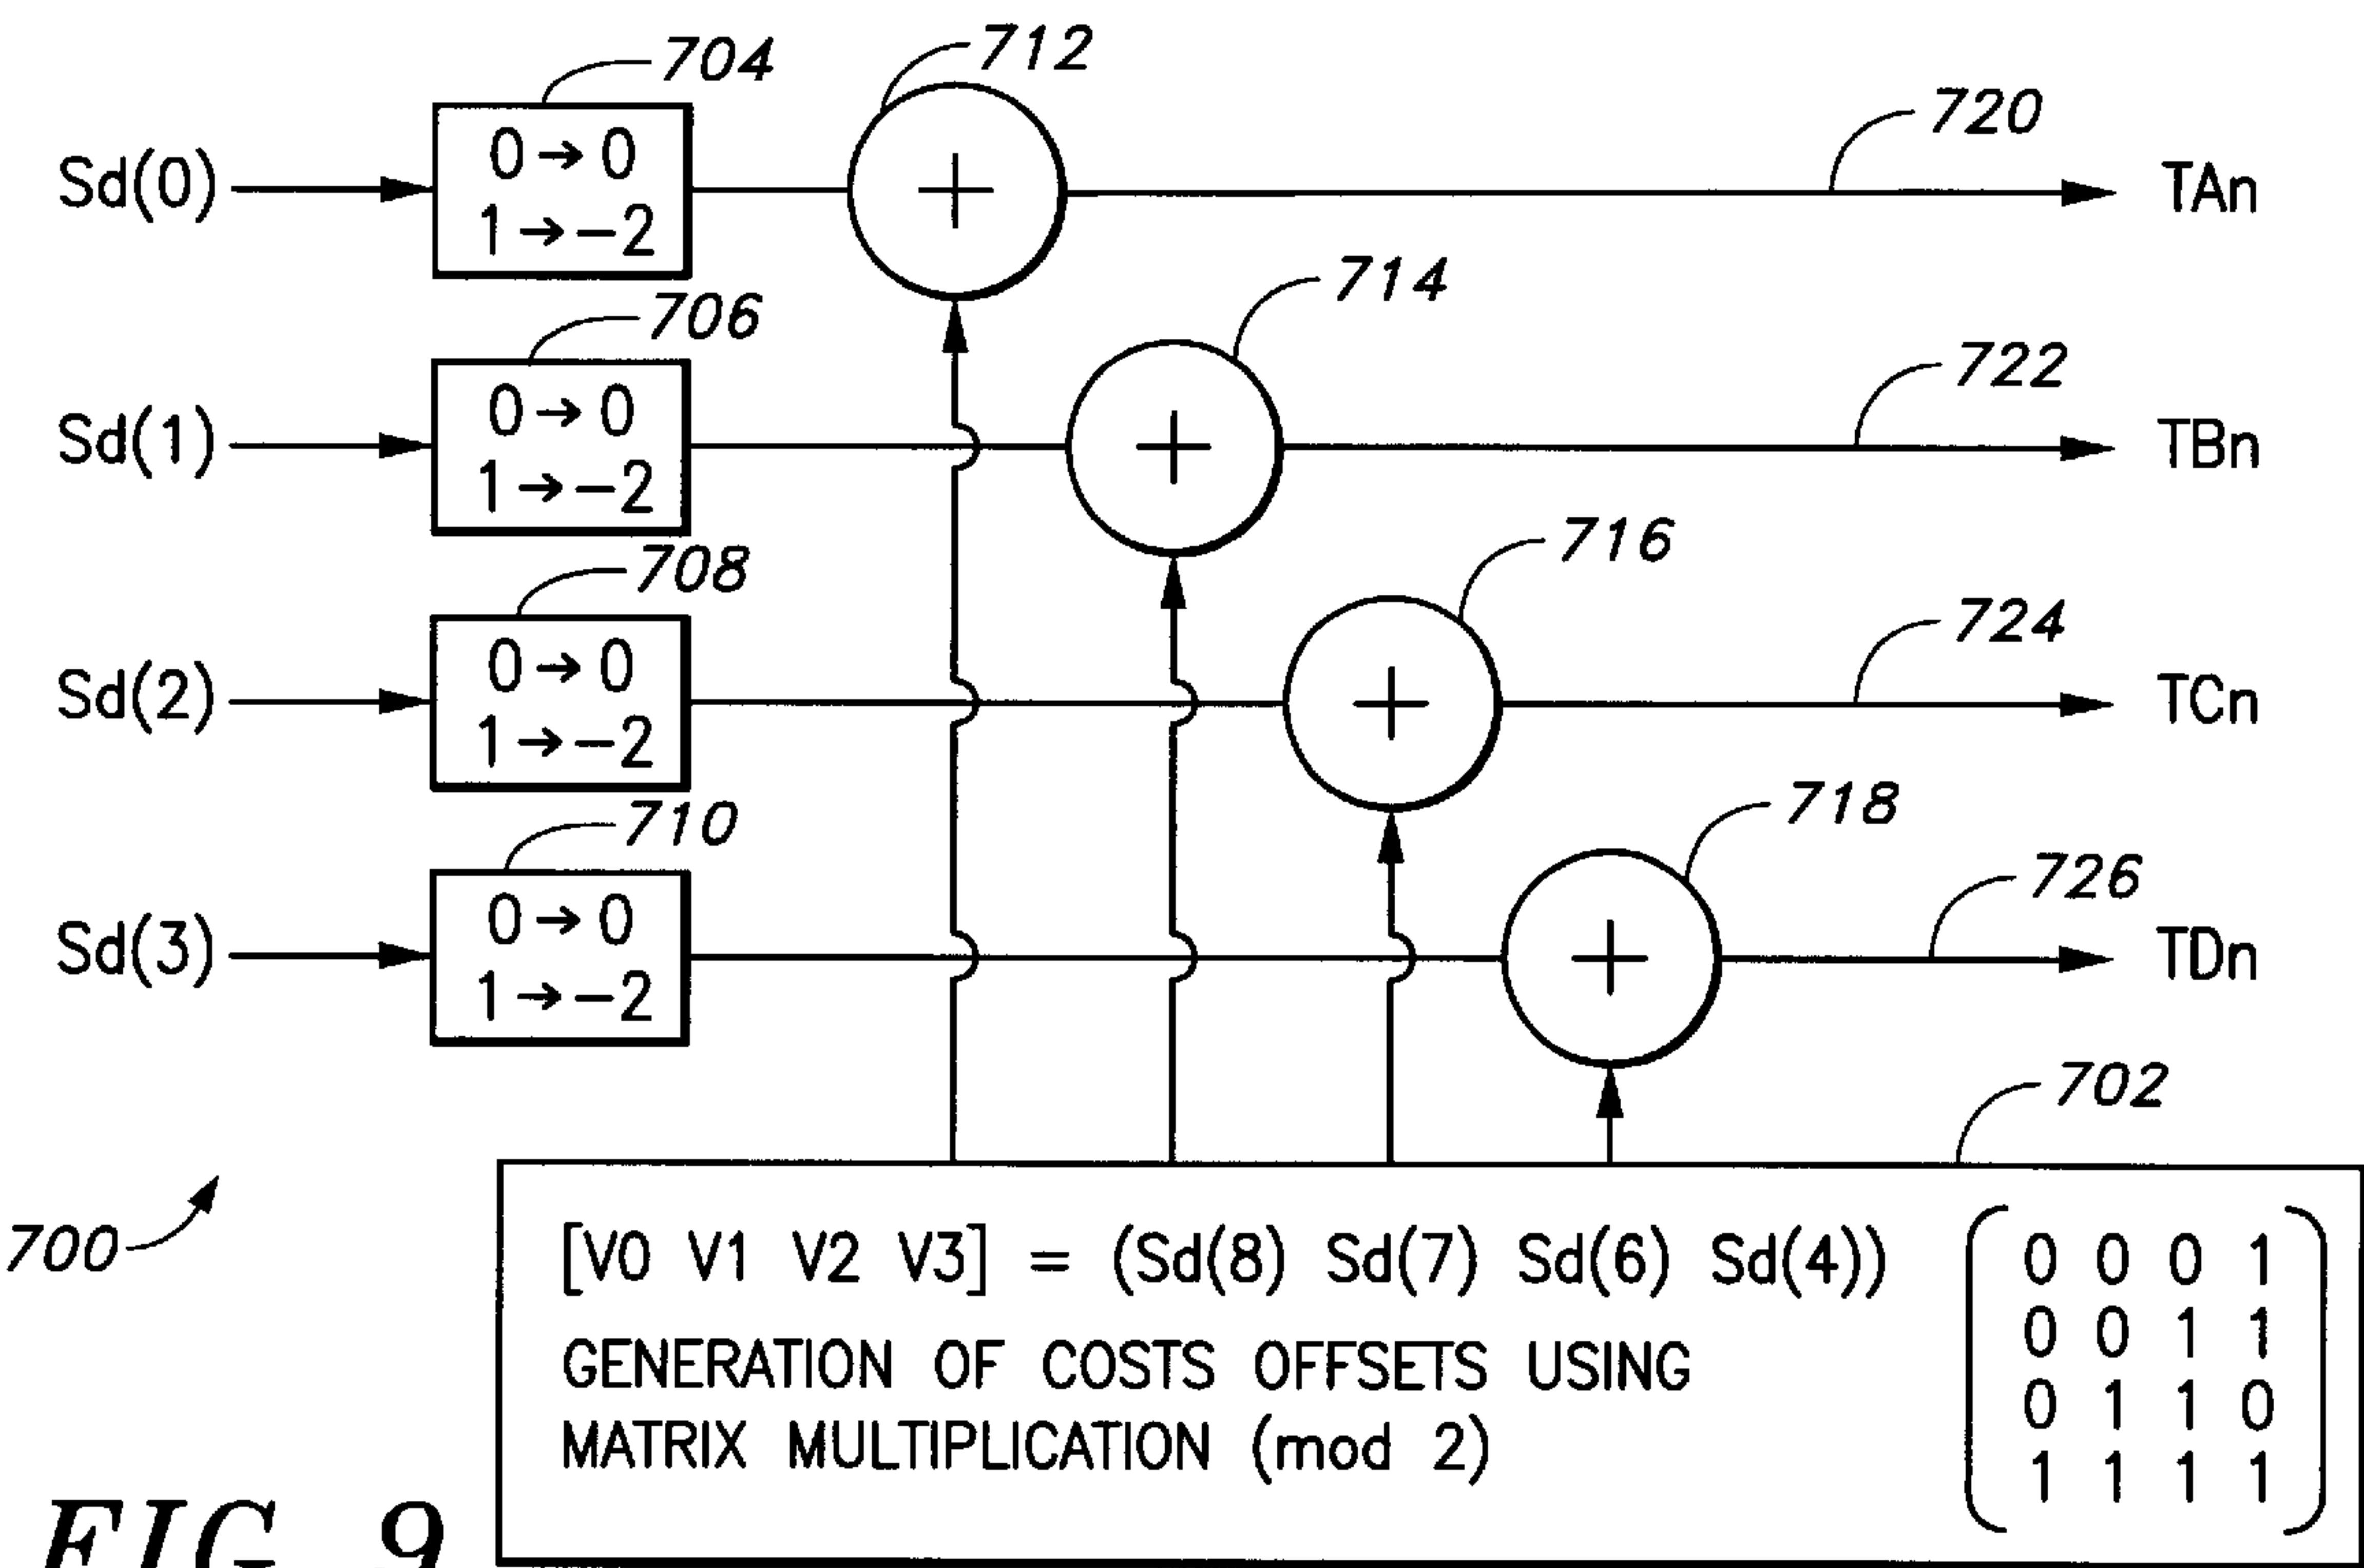 704
712
720
Sd(0)
0→0
1→-2
+
TAn
706
714
722
Sd(1)
0→0
1→-2
+
TBn
708
716
724
Sd(2)
0→0
1→-2
+
TCn
710
718
726
Sd(3)
0→0
1→-2
+
TDn
702
700
[V0 V1 V2 V3] = (Sd(8) Sd(7) Sd(6) Sd(4))
0 0 0 1
0 0 1 1
0 1 1 0
1 1 1 1
GENERATION OF COSTS OFFSETS USING
MATRIX MULTIPLICATION (mod 2)
FIG 9